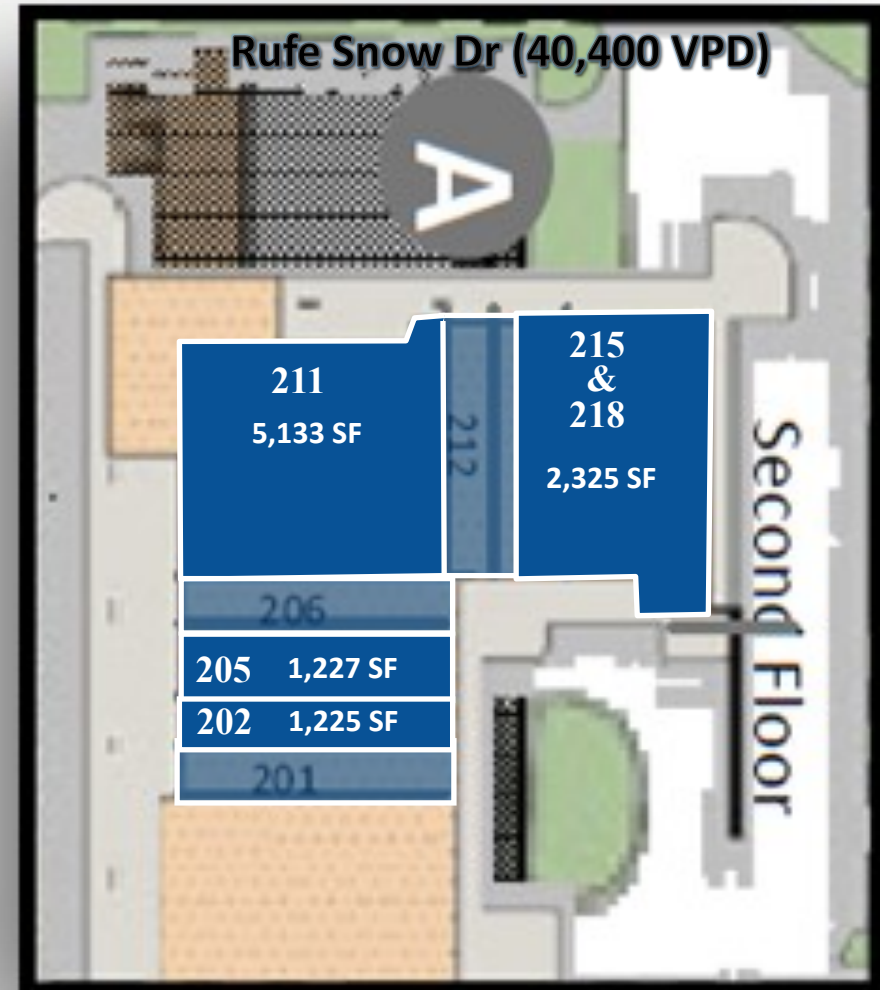 Rufe Snow Dr (40,400 VPD)
A
211
5,133 SF
212
215
&
218
2,325 SF
Second Floor
206
205 1,227 SF
202 1,225 SF
201